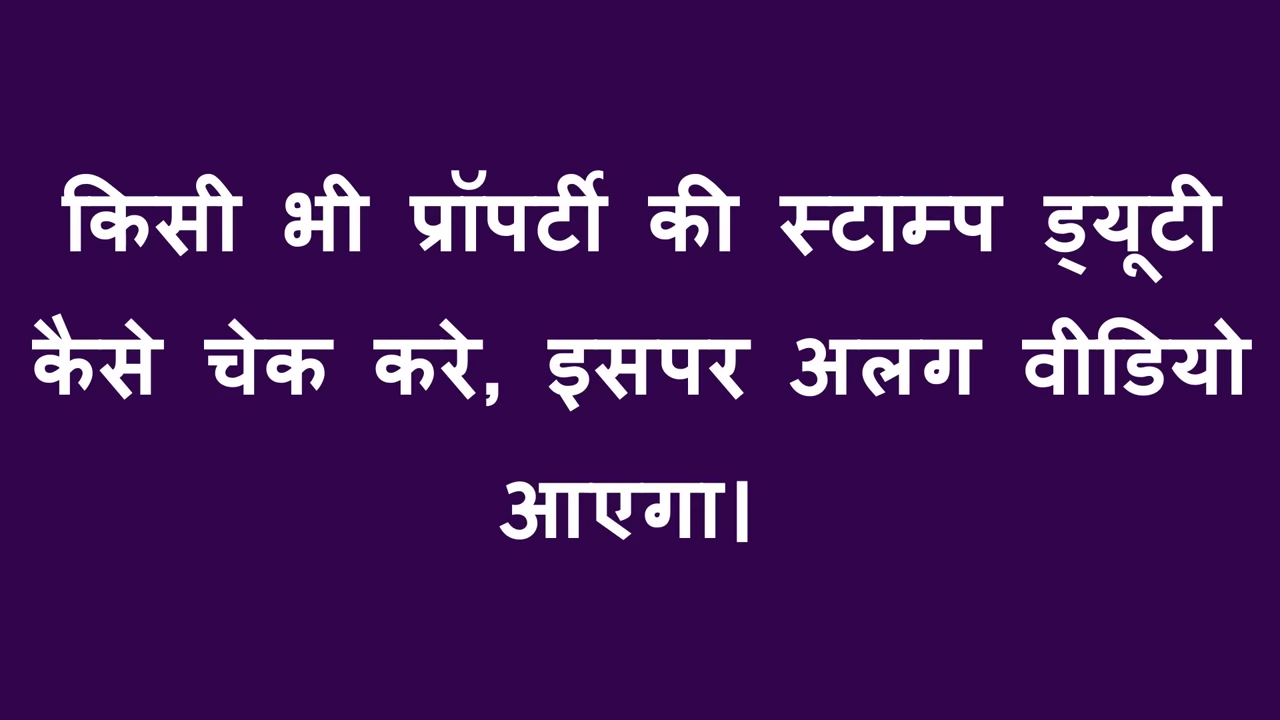 किसी भी प्रॉपर्टी की स्टाम्प ड्यूटी
कैसे चेक करे, इसपर अलग वीडियो
आएगा।